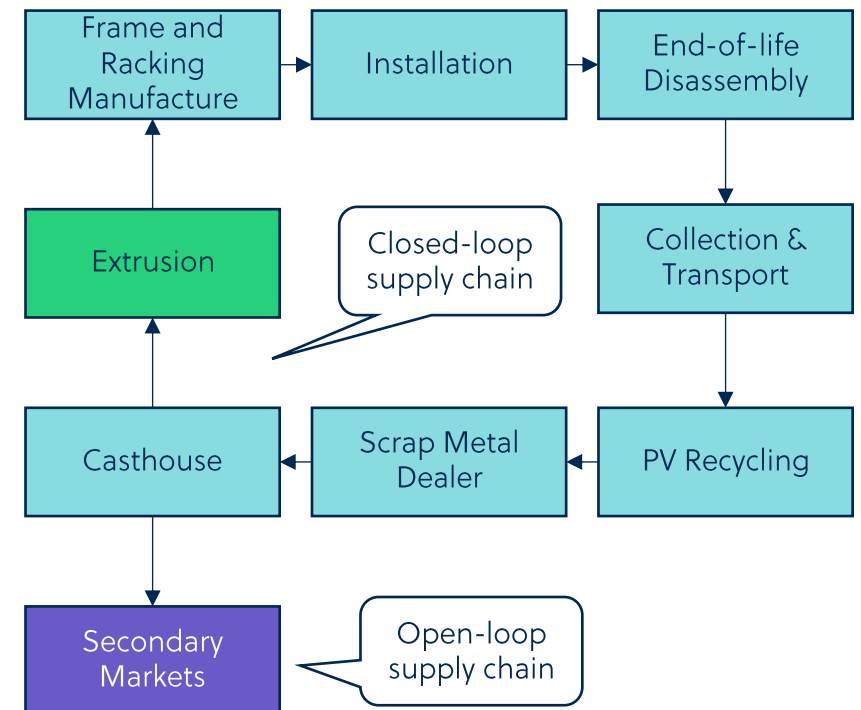 Frame and
Racking
Manufacture
Installation
End-of-life
Disassembly
Extrusion
Closed-loop
supply chain
Collection &
Transport
Casthouse
Scrap Metal
Dealer
PV Recycling
Secondary
Markets
Open-loop
supply chain